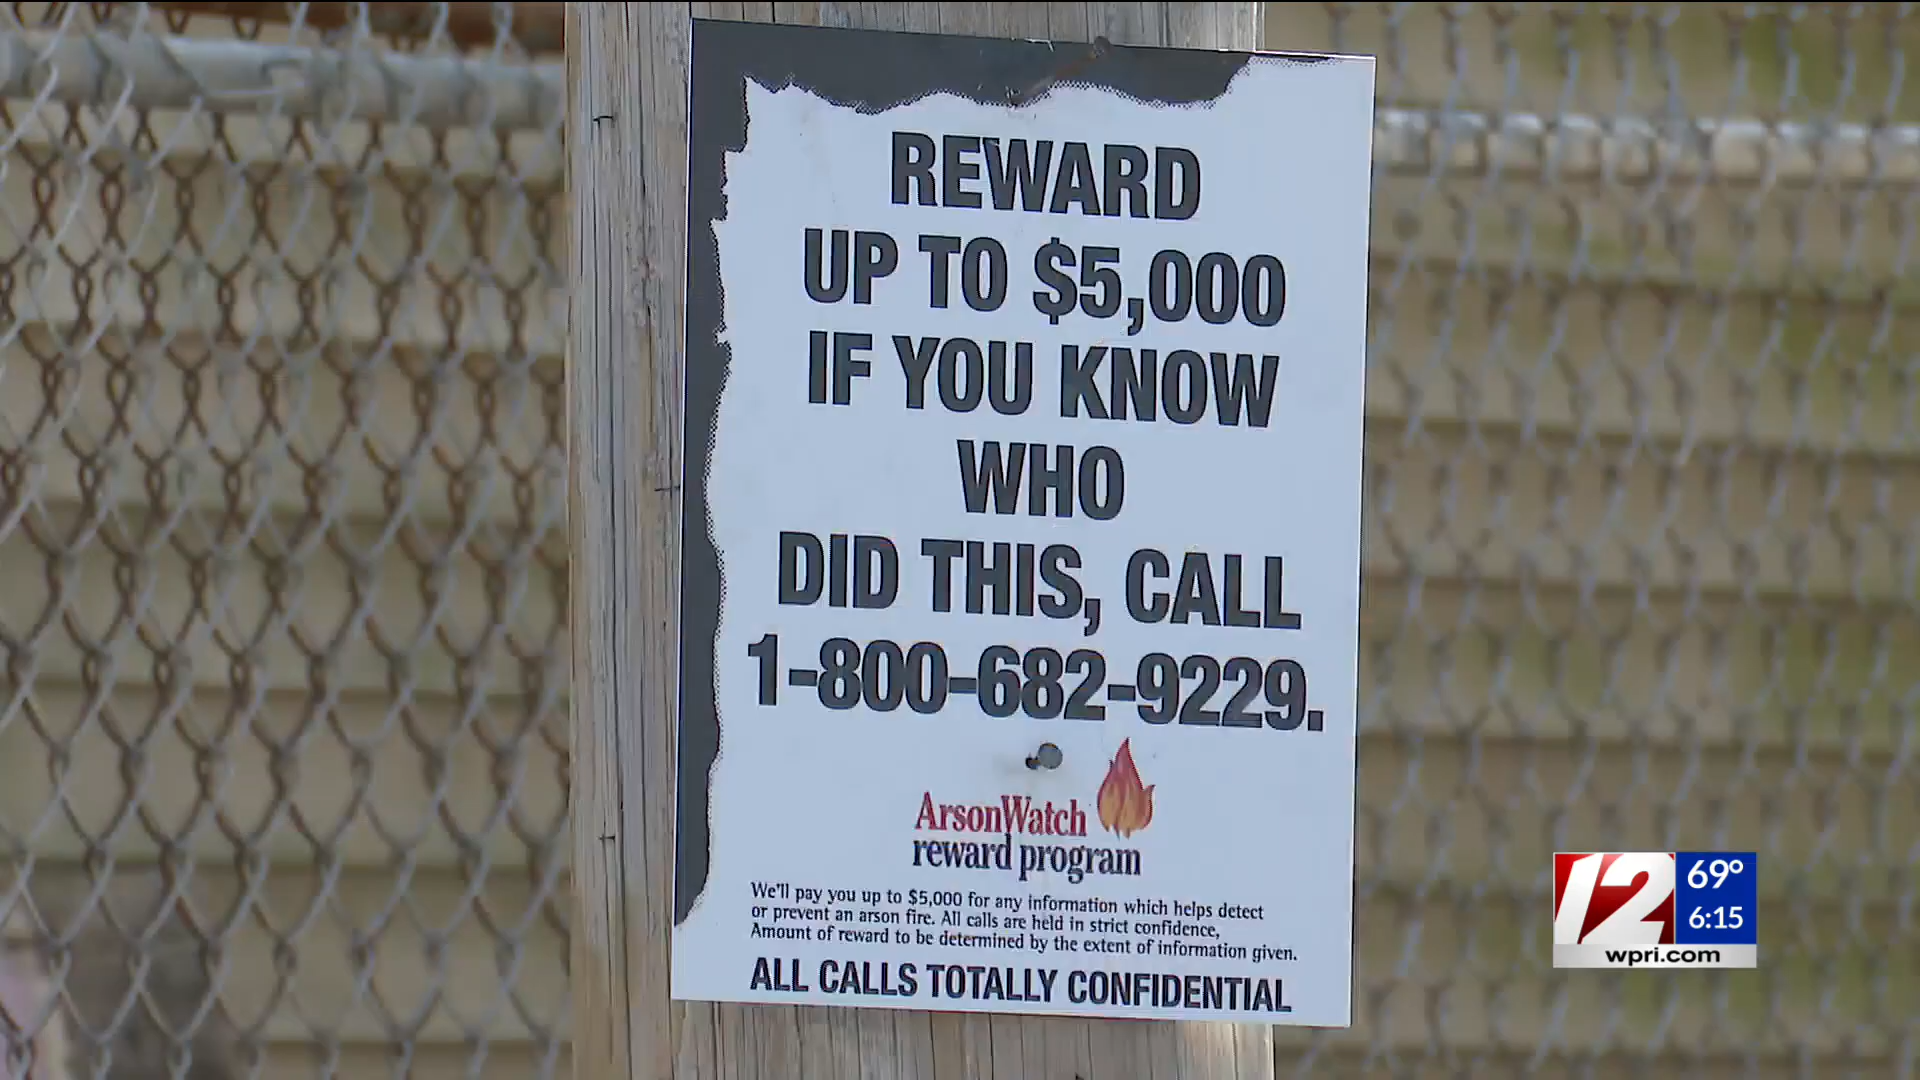 REWARD
UP TO $5,000
IF YOU KNOW
WHO
DID THIS, CALL
1-800-682-9229.
ArsonWatch
reward program
We'll pay you up to $5,000 for any information which helps detect
or prevent an arson fire. All calls are held in strict confidence,
Amount of reward to be determined by the extent of information given.
ALL CALLS TOTALLY CONFIDENTIAL
12
69°
6:15
wpri.com